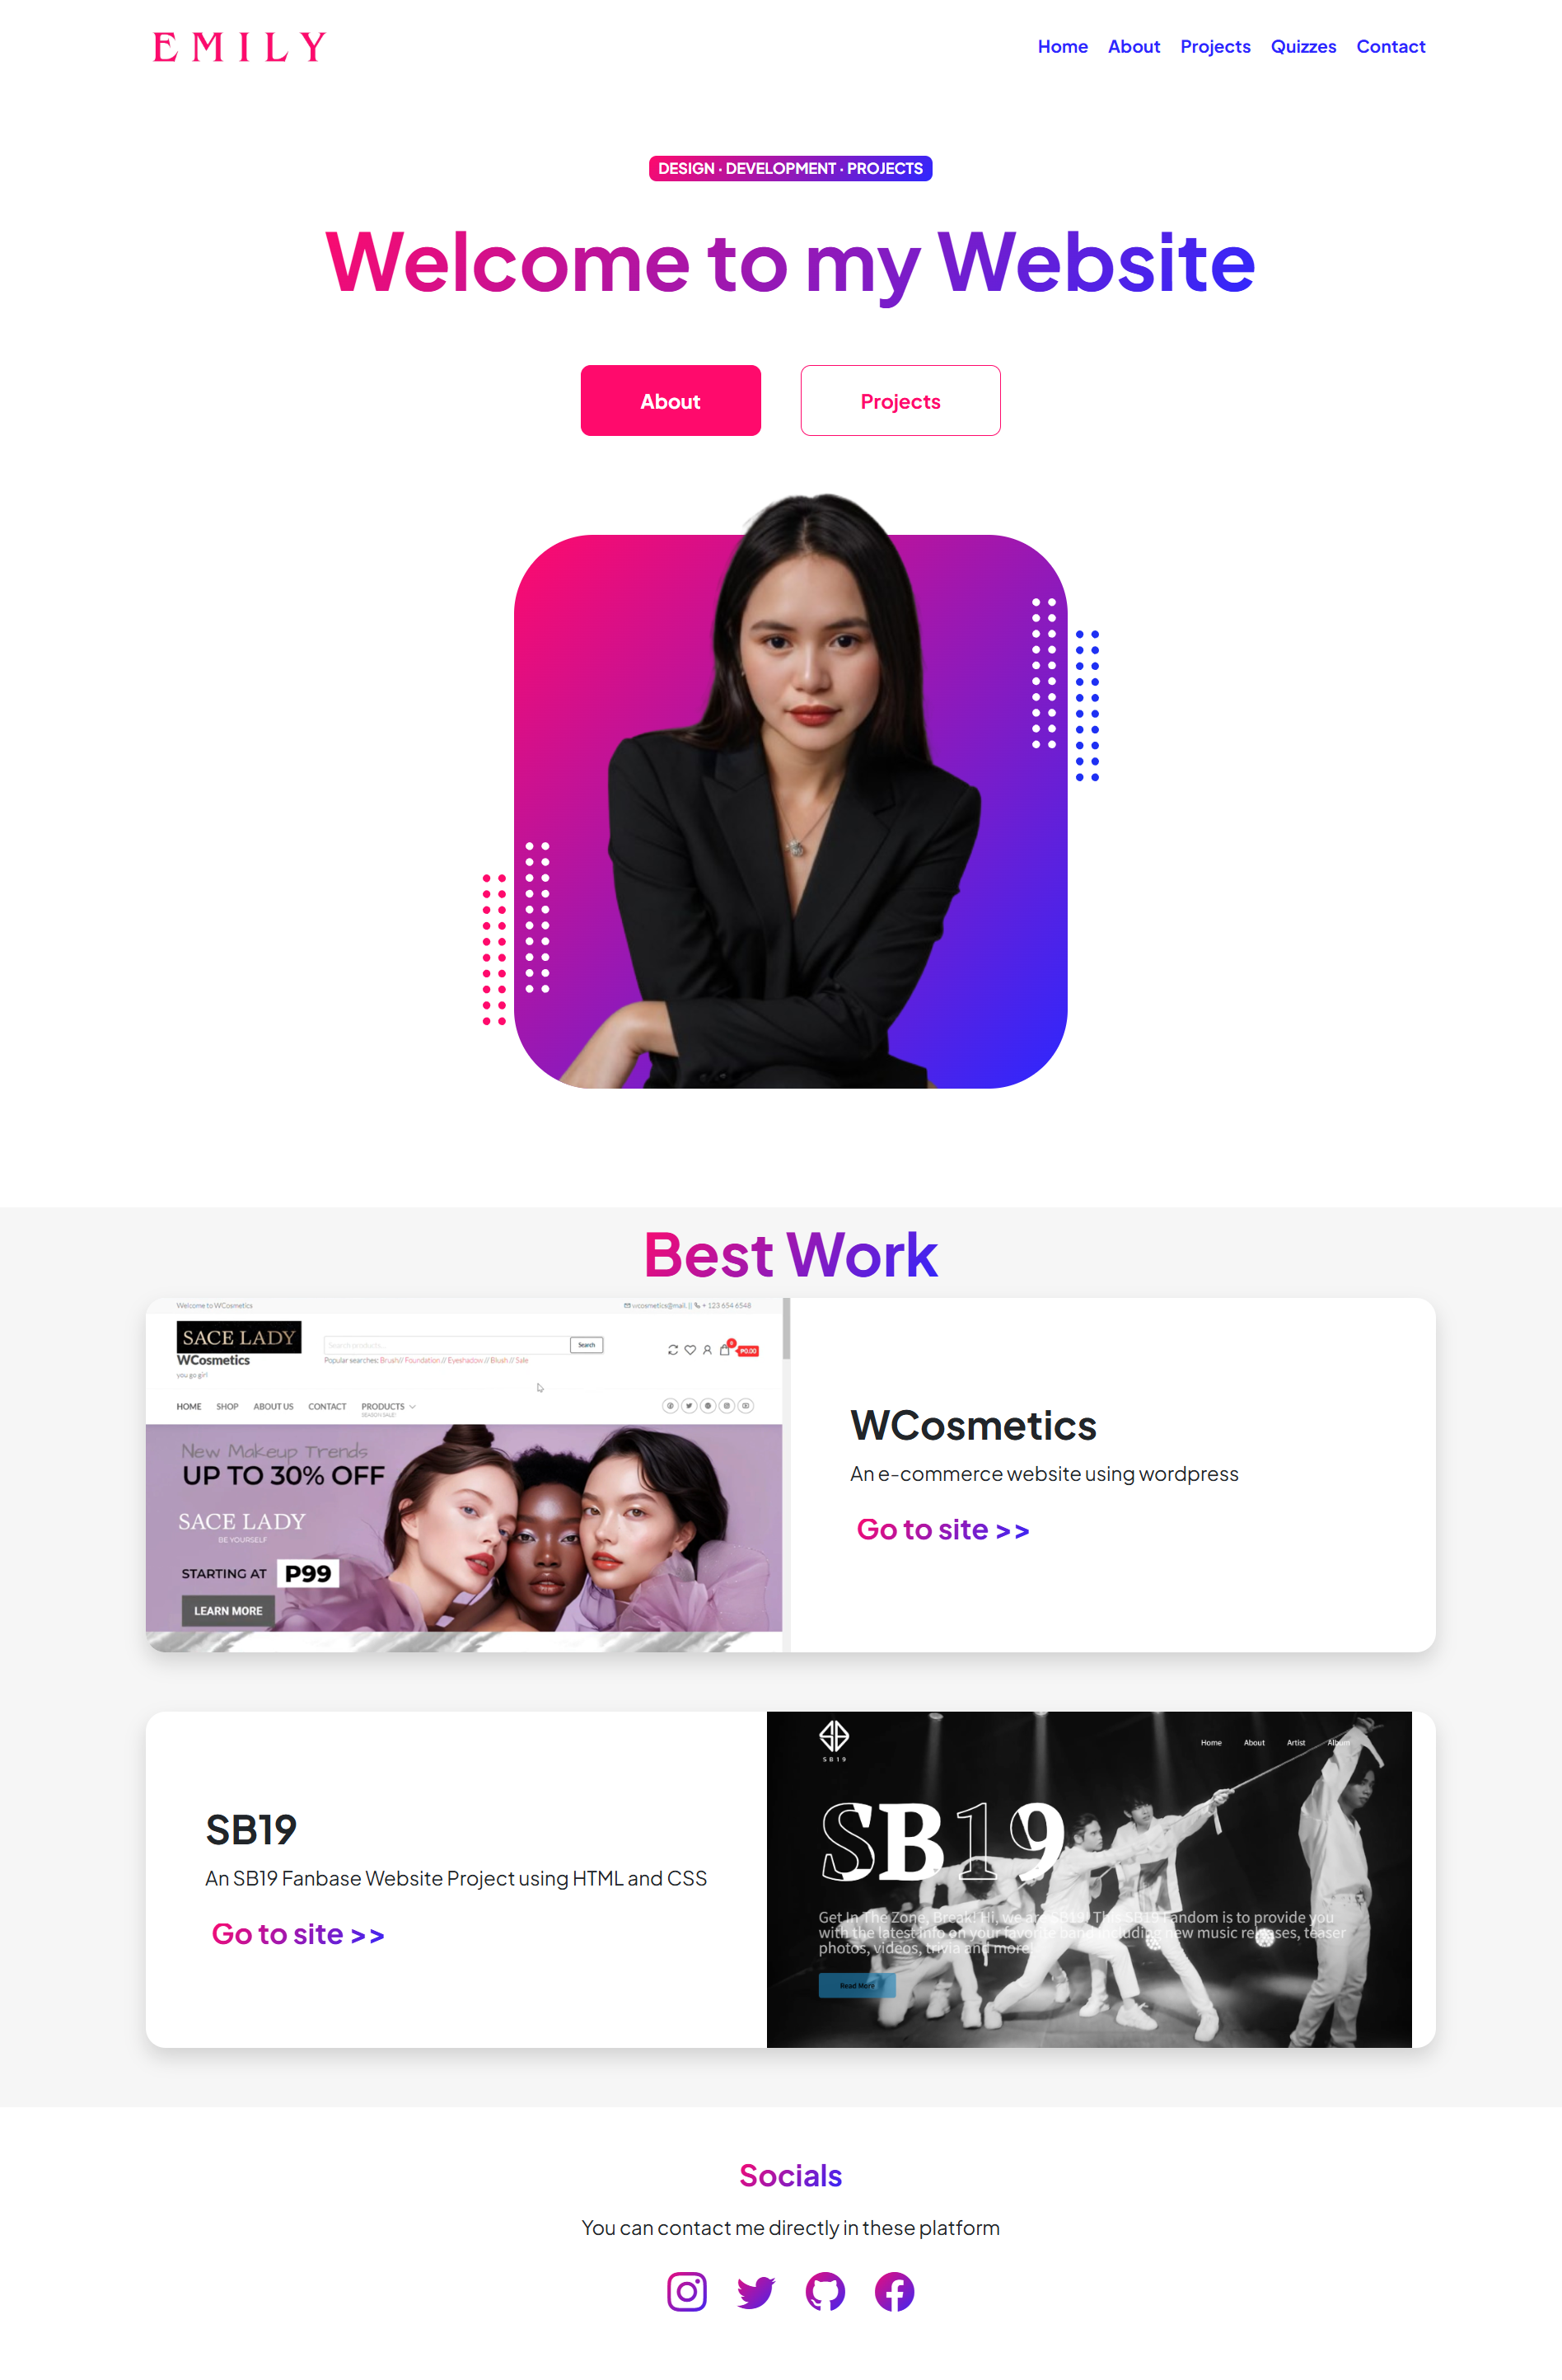 EMILY
Home About Projects Quizzes Contact
DESIGN · DEVELOPMENT · PROJECTS
Welcome to my Website
About
Projects
Best Work
Welcome to WCosmetics
wcosmetics@mail. || + 123 654 6548
SACE LADY
WCosmetics
you go girl
Search products...
Search
Popular searches: Brush// Foundation // Eyeshadow // Blush // Sale
0
₱0.00
HOME SHOP ABOUT US CONTACT PRODUCTS
SEASON SALE!
New Makeup Trends
UP TO 30% OFF
SACE LADY
BE YOURSELF
STARTING AT P99
LEARN MORE
WCosmetics
An e-commerce website using wordpress
Go to site >>
SB19
An SB19 Fanbase Website Project using HTML and CSS
Go to site >>
SB19
Home About Artist Album
SB19
Get In The Zone, Break! Hi, we are SB19! This SB19 Fandom is to provide you
with the latest info on your favorite band including new music releases, teaser
photos, videos, trivia and more.
Read More
Socials
You can contact me directly in these platform